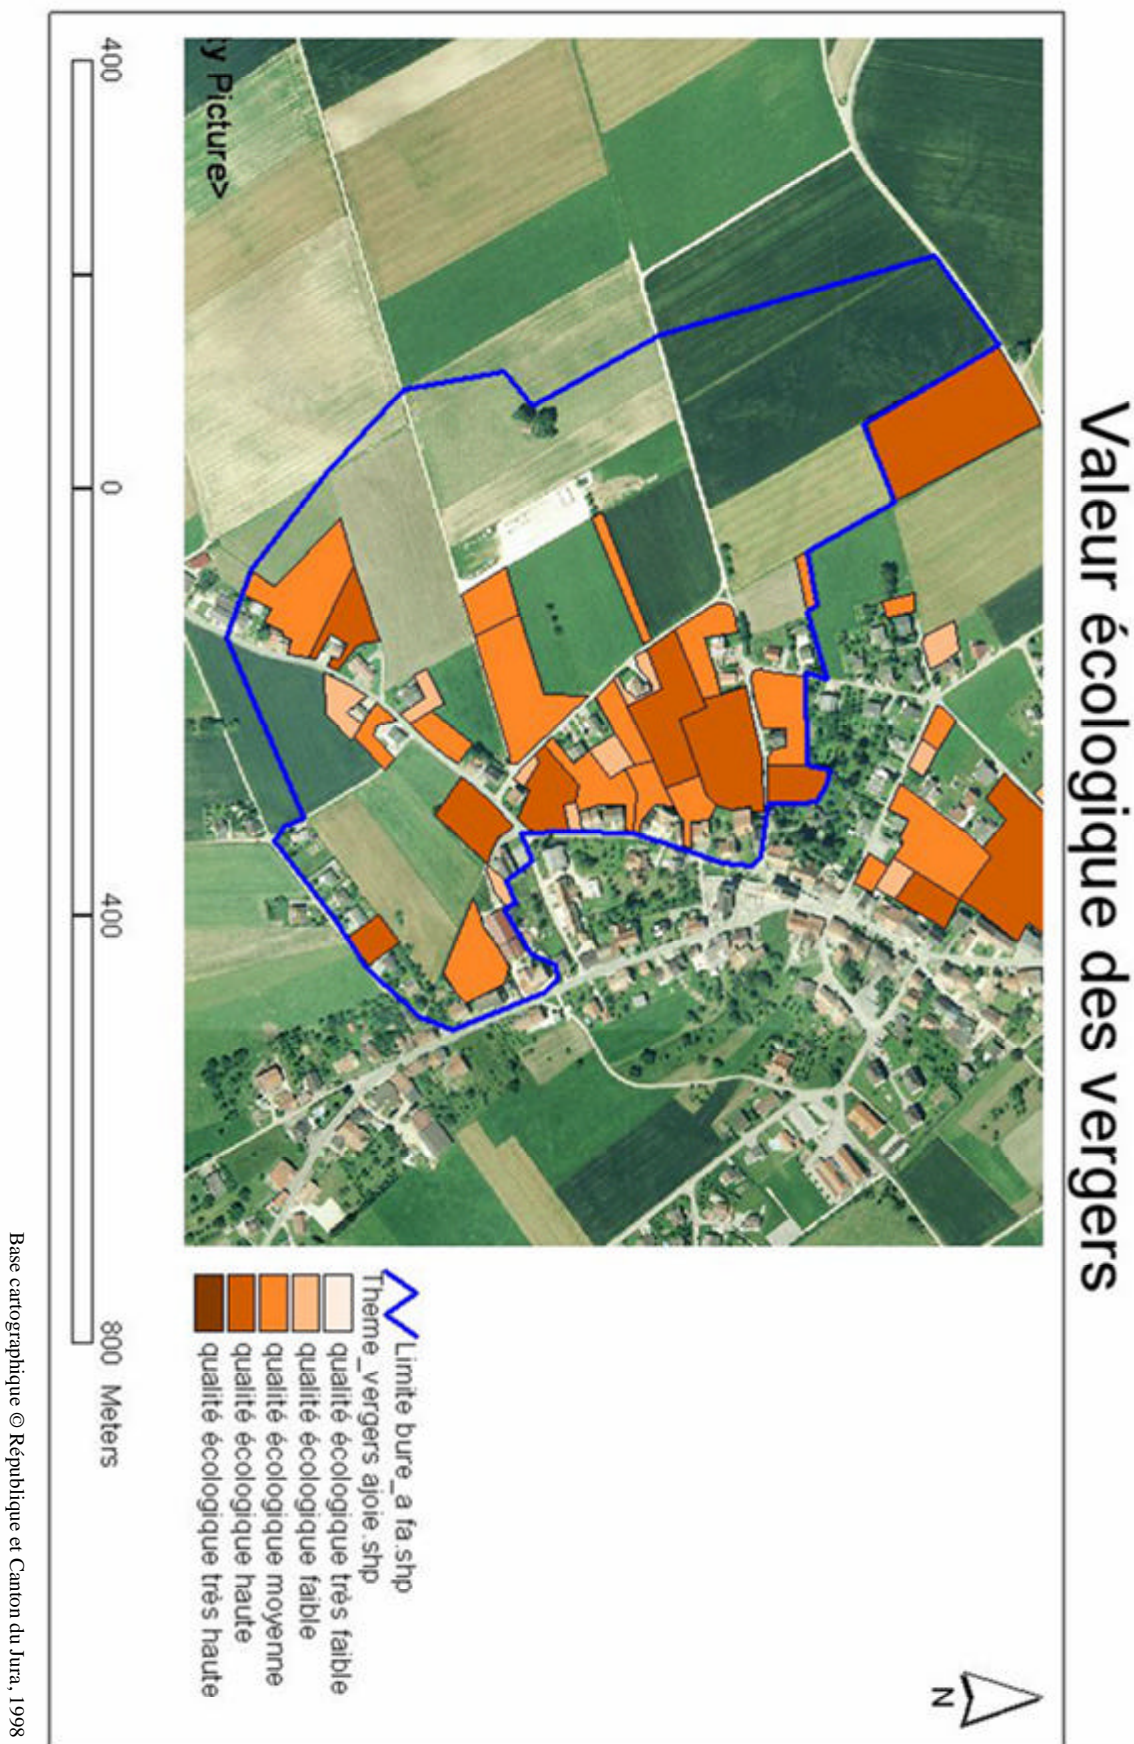 Valeur écologique des vergers
N
ty Picture>
Limite bure_a fa.shp
Theme_vergers ajoie.shp
qualité écologique très faible
qualité écologique faible
qualité écologique moyenne
qualité écologique haute
qualité écologique très haute
400 0 400 800 Meters
Base cartographique © République et Canton du Jura, 1998